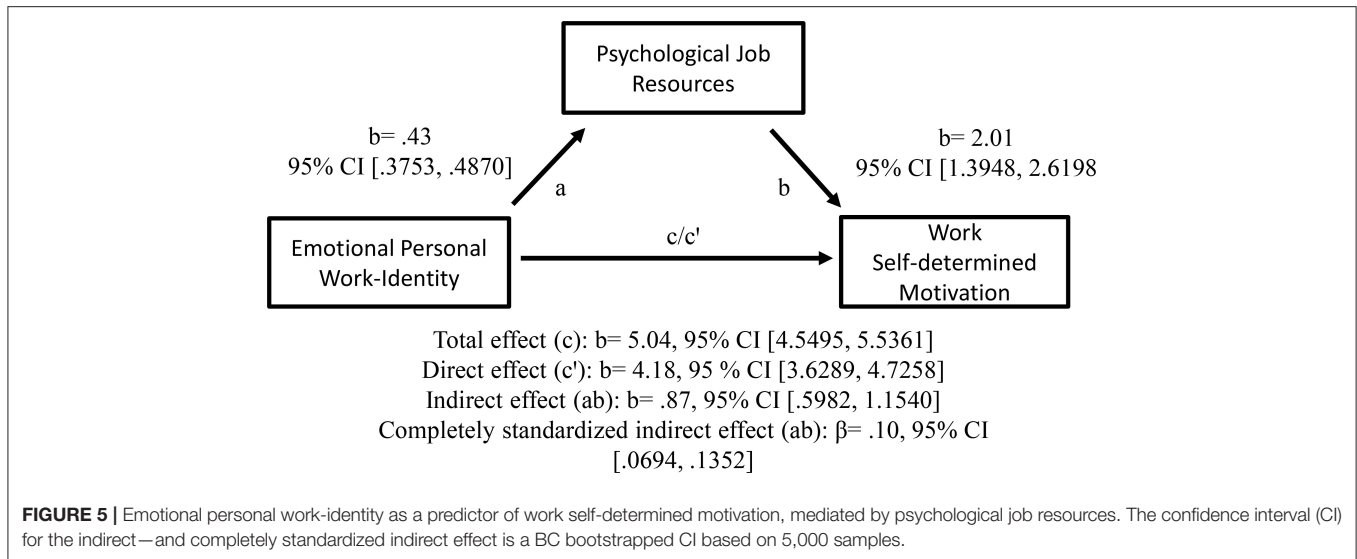 Psychological Job
Resources
b= .43
95% CI [.3753, .4870]
b= 2.01
95% CI [1.3948, 2.6198
a
b
Emotional Personal
Work-Identity
c/c'
Work
Self-determined
Motivation
Total effect (c): b= 5.04, 95% CI [4.5495, 5.5361]
Direct effect (c'): b= 4.18, 95 % CI [3.6289, 4.7258]
Indirect effect (ab): b= .87, 95% CI [.5982, 1.1540]
Completely standardized indirect effect (ab): β= .10, 95% CI
[.0694, .1352]
FIGURE 5 | Emotional personal work-identity as a predictor of work self-determined motivation, mediated by psychological job resources. The confidence interval (CI)
for the indirect—and completely standardized indirect effect is a BC bootstrapped CI based on 5,000 samples.